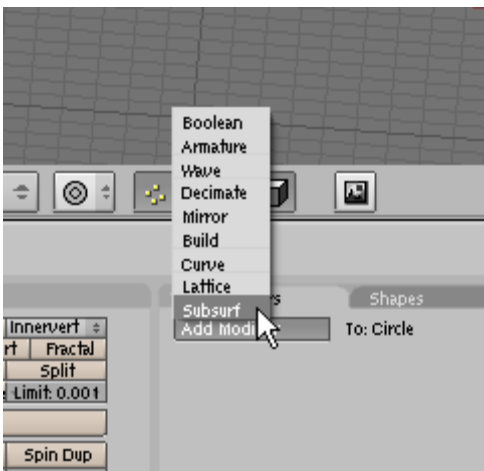 Boolean
Armature
Wave
Decimate
Mirror
Build
Curve
Lattice
Subsurf
Shapes
Add Modi
To: Circle
Innervert
rt Fractal
Split
Limit: 0.001
Spin Dup